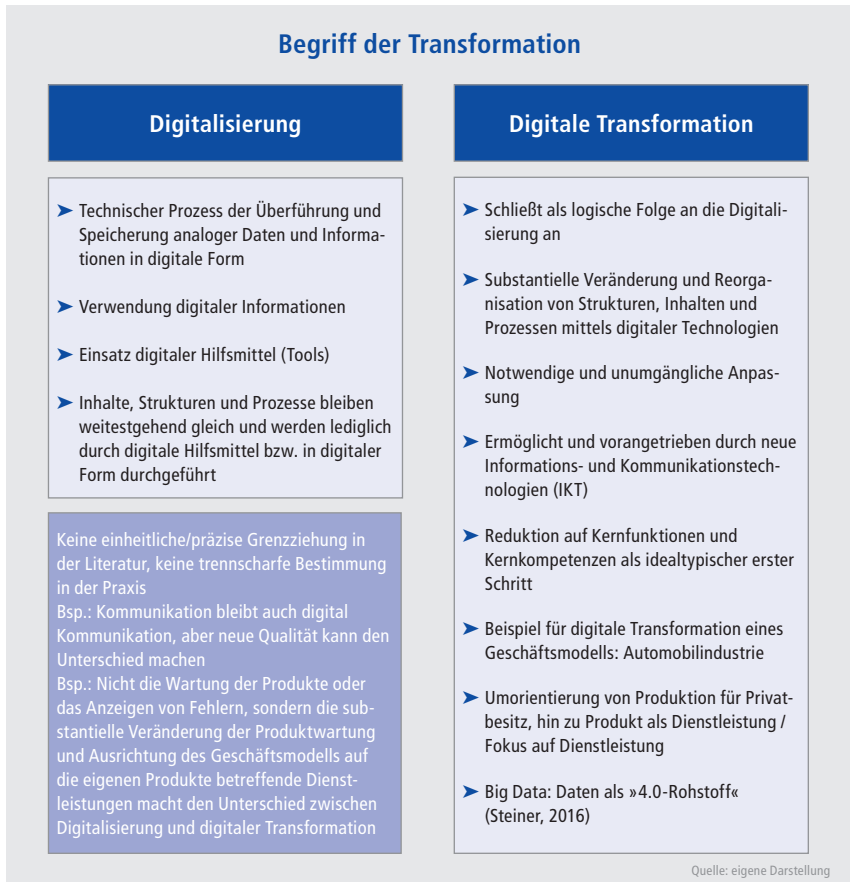 Begriff der Transformation
Digitalisierung
➤ Technischer Prozess der Überführung und
Speicherung analoger Daten und Informa-
tionen in digitale Form
➤ Verwendung digitaler Informationen
➤ Einsatz digitaler Hilfsmittel (Tools)
➤ Inhalte, Strukturen und Prozesse bleiben
weitestgehend gleich und werden lediglich
durch digitale Hilfsmittel bzw. in digitaler
Form durchgeführt
Keine einheitliche/präzise Grenzziehung in
der Literatur, keine trennscharfe Bestimmung
in der Praxis
Bsp.: Kommunikation bleibt auch digital
Kommunikation, aber neue Qualität kann den
Unterschied machen
Bsp.: Nicht die Wartung der Produkte oder
das Anzeigen von Fehlern, sondern die sub-
stantielle Veränderung der Produktwartung
und Ausrichtung des Geschäftsmodells auf
die eigenen Produkte betreffende Dienst-
leistungen macht den Unterschied zwischen
Digitalisierung und digitaler Transformation
Digitale Transformation
➤ Schließt als logische Folge an die Digitali-
sierung an
➤ Substantielle Veränderung und Reorga-
nisation von Strukturen, Inhalten und
Prozessen mittels digitaler Technologien
➤ Notwendige und unumgängliche Anpas-
sung
➤ Ermöglicht und vorangetrieben durch neue
Informations- und Kommunikationstech-
nologien (IKT)
➤ Reduktion auf Kernfunktionen und
Kernkompetenzen als idealtypischer erster
Schritt
➤ Beispiel für digitale Transformation eines
Geschäftsmodells: Automobilindustrie
➤ Umorientierung von Produktion für Privat-
besitz, hin zu Produkt als Dienstleistung /
Fokus auf Dienstleistung
➤ Big Data: Daten als »4.0-Rohstoff«
(Steiner, 2016)
Quelle: eigene Darstellung